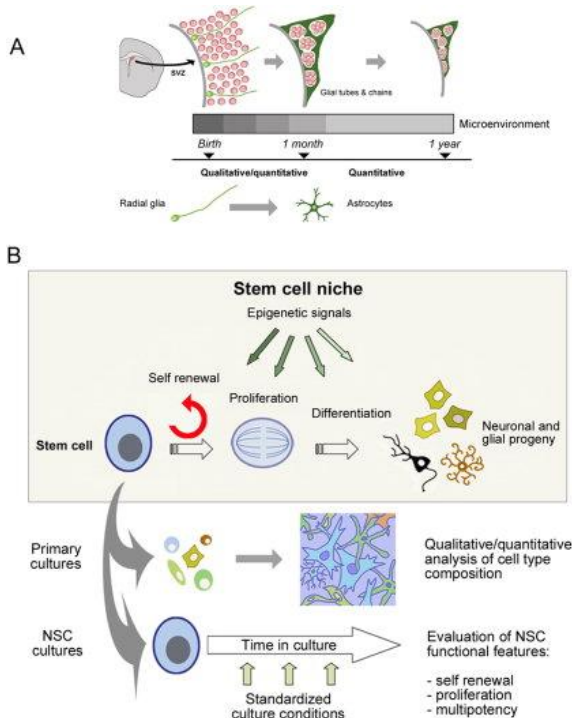 A
SVZ
Glial tubes & chains
Microenvironment
Birth
1 month
1 year
Qualitative/quantitative
Quantitative
Radial glia
Astrocytes
B
Stem cell niche
Epigenetic signals
Self renewal
Proliferation
Differentiation
Stem cell
Neuronal and
glial progeny
Primary
cultures
Qualitative/quantitative
analysis of cell type
composition
NSC
cultures
Time in culture
Standardized
culture conditions
Evaluation of NSC
functional features:
- self renewal
- proliferation
- multipotency